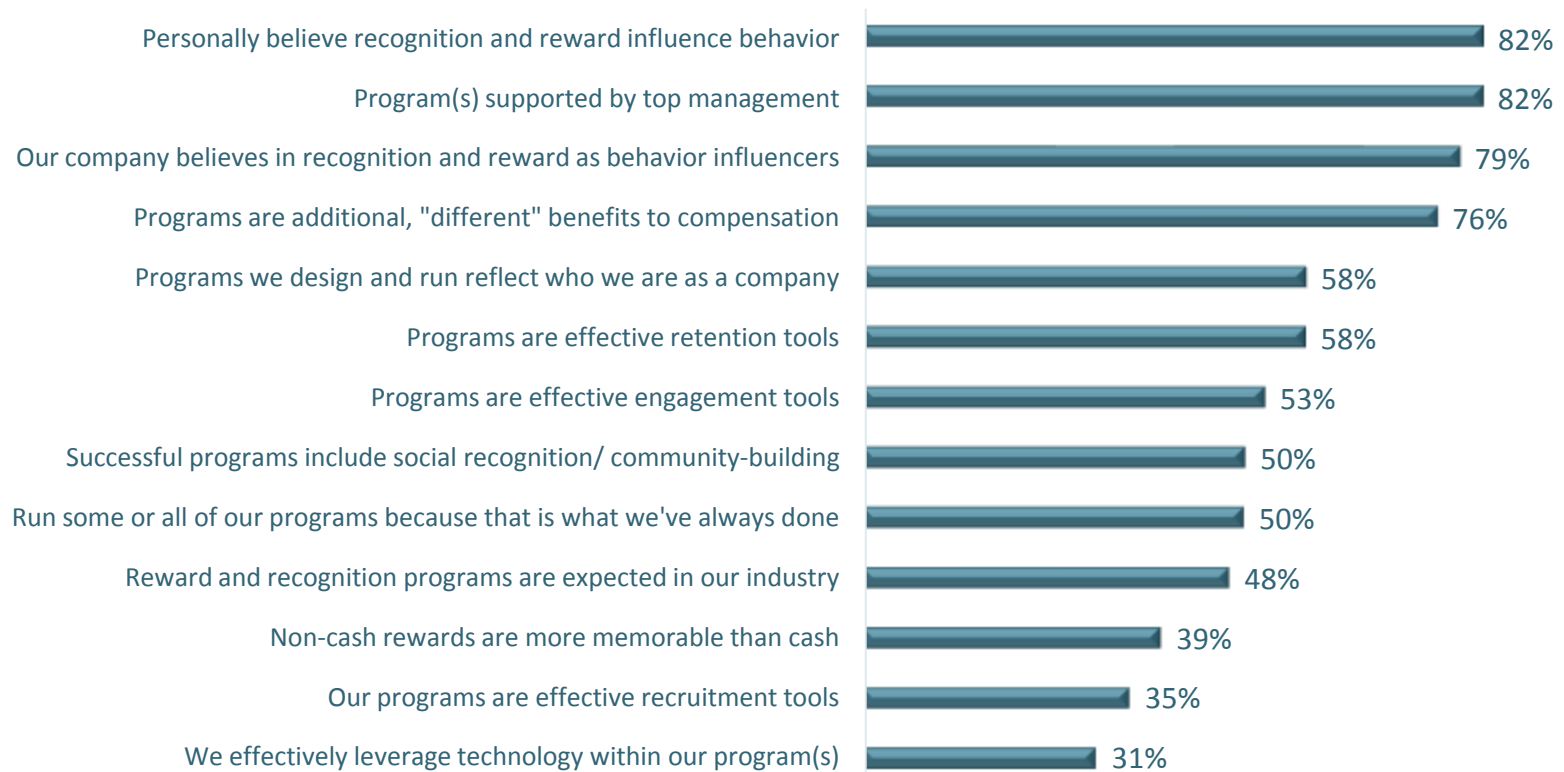 Personally believe recognition and reward influence behavior 82%
Program(s) supported by top management 82%
Our company believes in recognition and reward as behavior influencers 79%
Programs are additional, "different" benefits to compensation 76%
Programs we design and run reflect who we are as a company 58%
Programs are effective retention tools 58%
Programs are effective engagement tools 53%
Successful programs include social recognition/ community-building 50%
Run some or all of our programs because that is what we've always done 50%
Reward and recognition programs are expected in our industry 48%
Non-cash rewards are more memorable than cash 39%
Our programs are effective recruitment tools 35%
We effectively leverage technology within our program(s) 31%